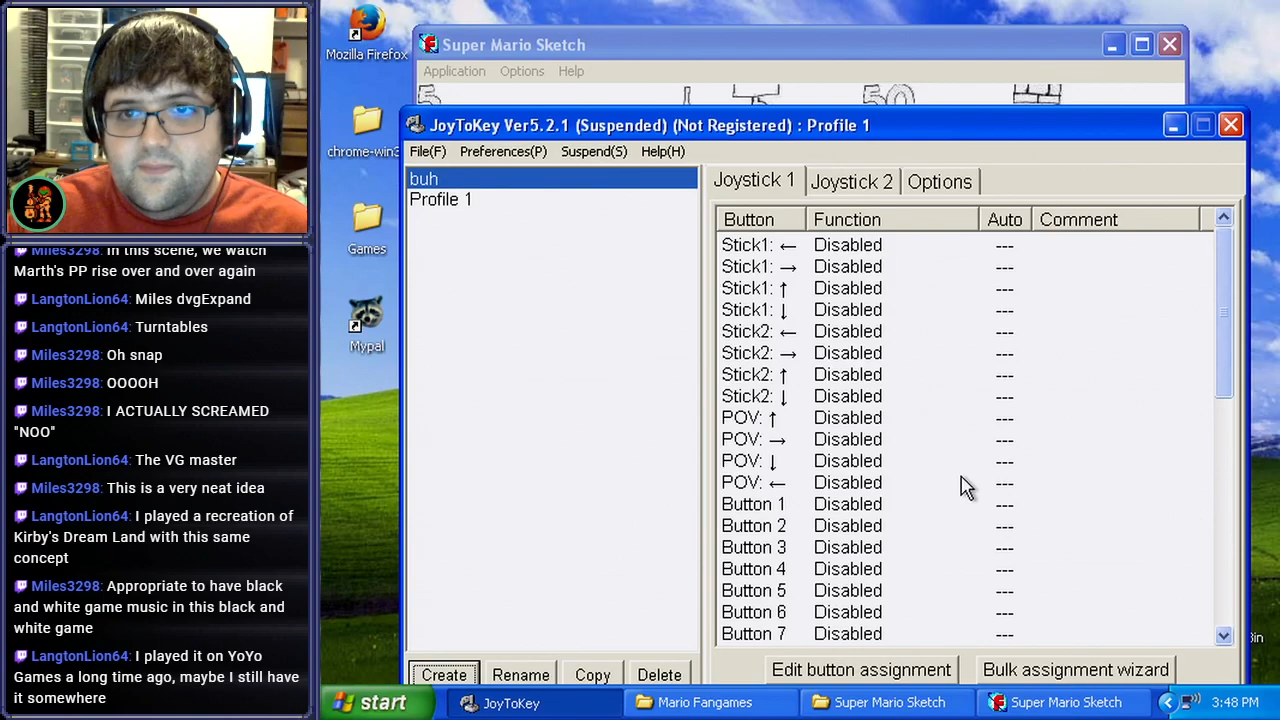 Miles3298: In this scene, we watch
Marth's PP rise over and over again
LangtonLion64: Miles dvgExpand
LangtonLion64: Turntables
Miles3298: Oh snap
Miles3298: OOOOH
Miles3298: I ACTUALLY SCREAMED
"NOO"
LangtonLion64: The VG master
LangtonLion64: This is a very neat idea
LangtonLion64: I played a recreation of
Kirby's Dream Land with this same
concept
Miles3298: Appropriate to have black
and white game music in this black and
white game
LangtonLion64: I played it on YoYo
Games a long time ago, maybe I still have
it somewhere
Mozilla Firefox
Games
Mypal
Super Mario Sketch
Application Options Help
50
JoyToKey Ver5.2.1 (Suspended) (Not Registered) : Profile 1
File(F) Preferences(P) Suspend(S) Help(H)
buh
Profile 1
Joystick 1 Joystick 2 Options
Button Function Auto Comment
Stick1: ← Disabled ---
Stick1: → Disabled ---
Stick1: ↑ Disabled ---
Stick1: ↓ Disabled ---
Stick2: ← Disabled ---
Stick2: → Disabled ---
Stick2: ↑ Disabled ---
Stick2: ↓ Disabled ---
POV: ↑ Disabled ---
POV: → Disabled ---
POV: ↓ Disabled ---
POV: ← Disabled ---
Button 1 Disabled ---
Button 2 Disabled ---
Button 3 Disabled ---
Button 4 Disabled ---
Button 5 Disabled ---
Button 6 Disabled ---
Button 7 Disabled ---
Create Rename Copy Delete
Edit button assignment Bulk assignment wizard
start JoyToKey Mario Fangames Super Mario Sketch Super Mario Sketch 3:48 PM